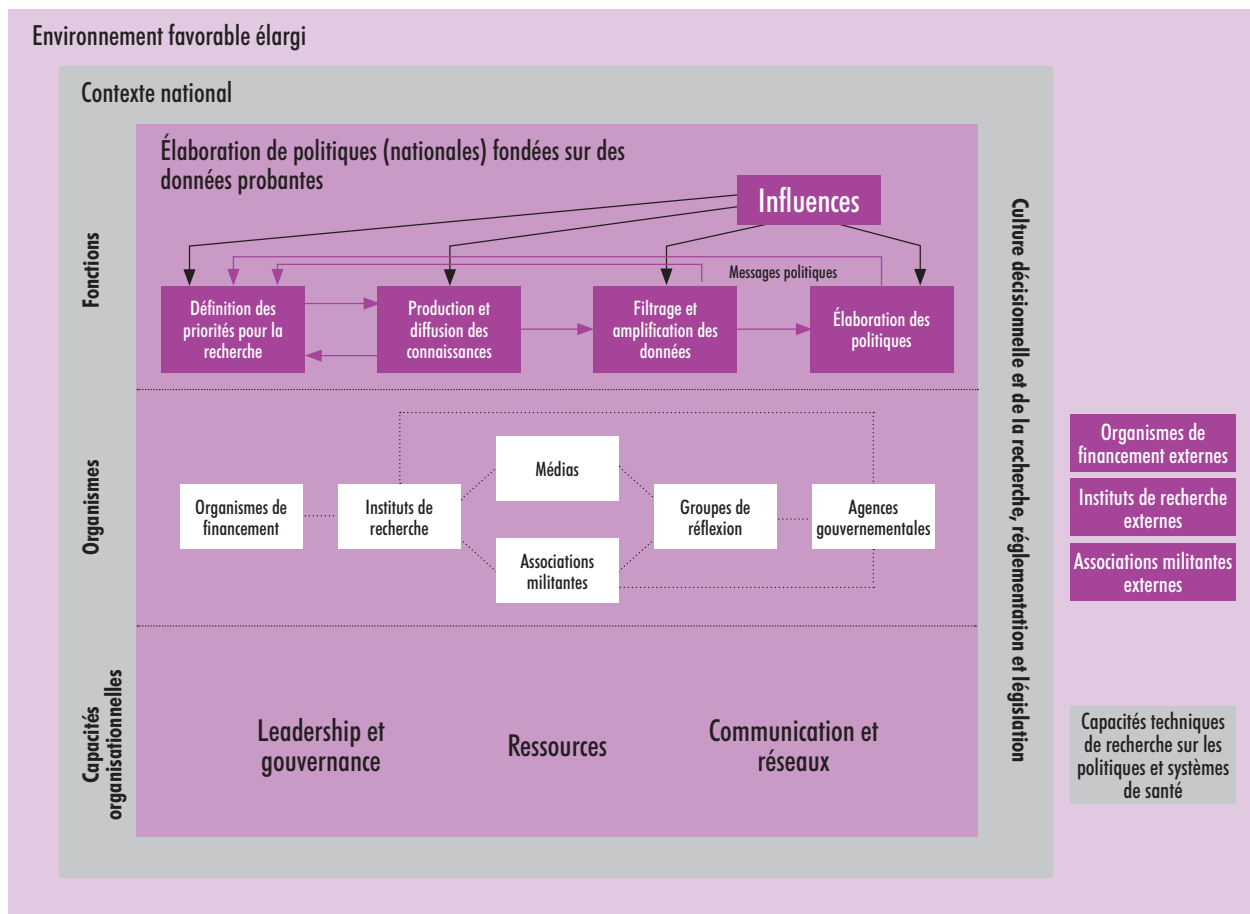 Environnement favorable élargi
Contexte national
Élaboration de politiques (nationales) fondées sur des
données probantes
Influences
Messages politiques
Fonctions
Définition des
priorités pour la
recherche
Production et
diffusion des
connaissances
Filtrage et
amplification des
données
Élaboration des
politiques
Organismes
Organismes de
financement
Instituts de
recherche
Médias
Associations
militantes
Groupes de
réflexion
Agences
gouvernementales
Capacités
organisationnelles
Leadership et
gouvernance
Ressources
Communication et
réseaux
Culture décisionnelle et de la recherche, réglementation et législation
Organismes de
financement externes
Instituts de recherche
externes
Associations militantes
externes
Capacités techniques
de recherche sur les
politiques et systèmes
de santé